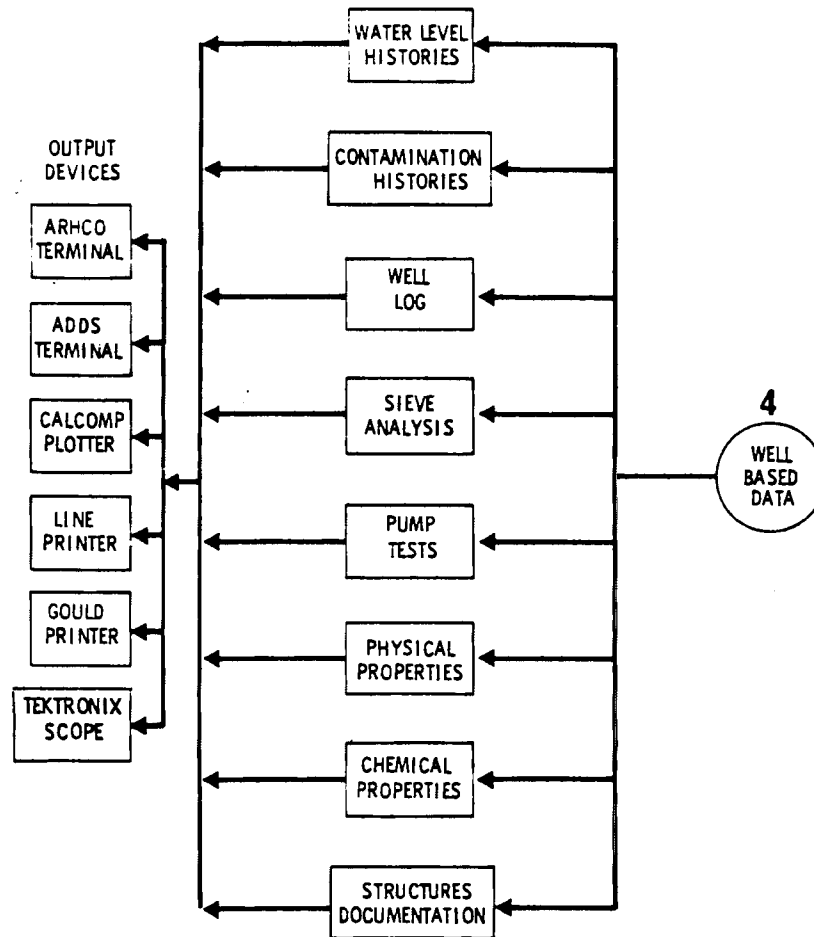 WATER LEVEL
HISTORIES
CONTAMINATION
HISTORIES
WELL
LOG
SIEVE
ANALYSIS
PUMP
TESTS
PHYSICAL
PROPERTIES
CHEMICAL
PROPERTIES
STRUCTURES
DOCUMENTATION
OUTPUT
DEVICES
ARHCO
TERMINAL
ADDS
TERMINAL
CALCOMP
PLOTTER
LINE
PRINTER
GOULD
PRINTER
TEKTRONIX
SCOPE
4
WELL
BASED
DATA